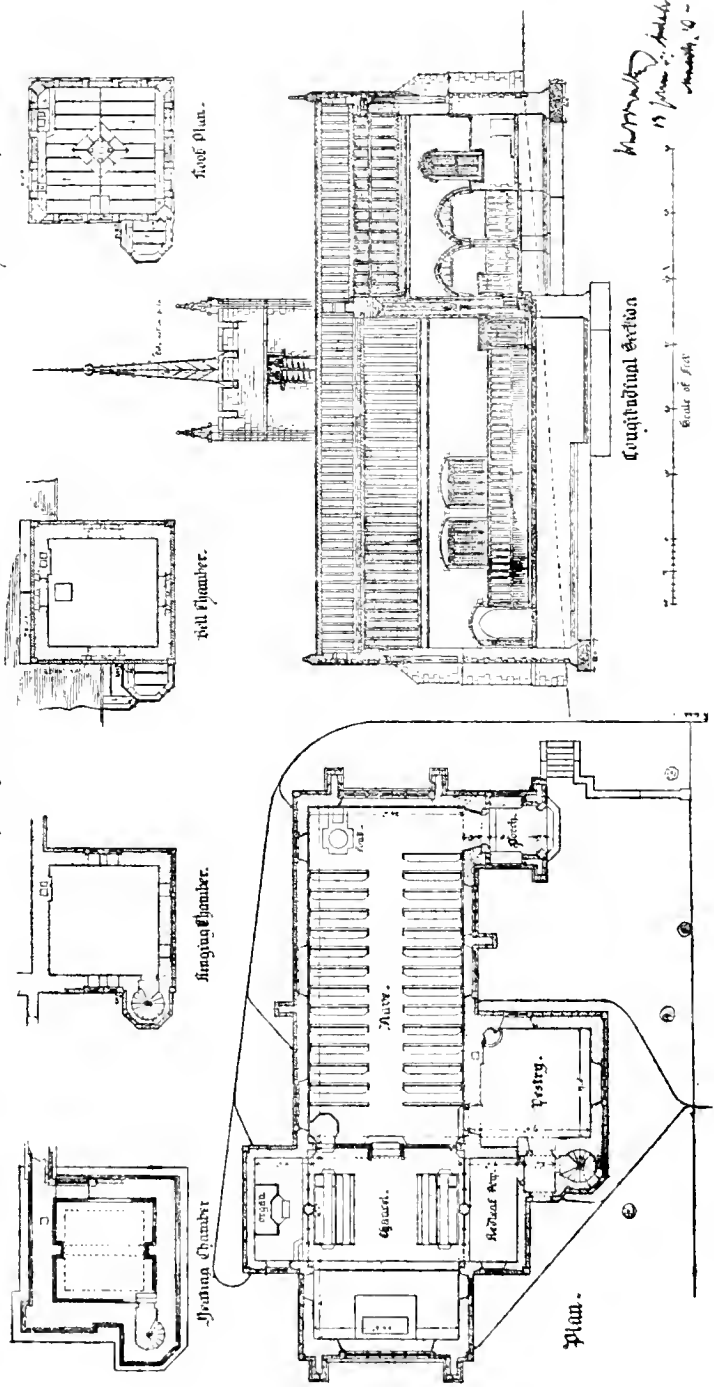 Heating Chamber
Ringing Chamber.
Bell Chamber.
Roof Plan.
Longitudinal Section
Scale of Feet
Plan.
Organ
Chancel.
Nave.
Font.
Porch.
Vestry.